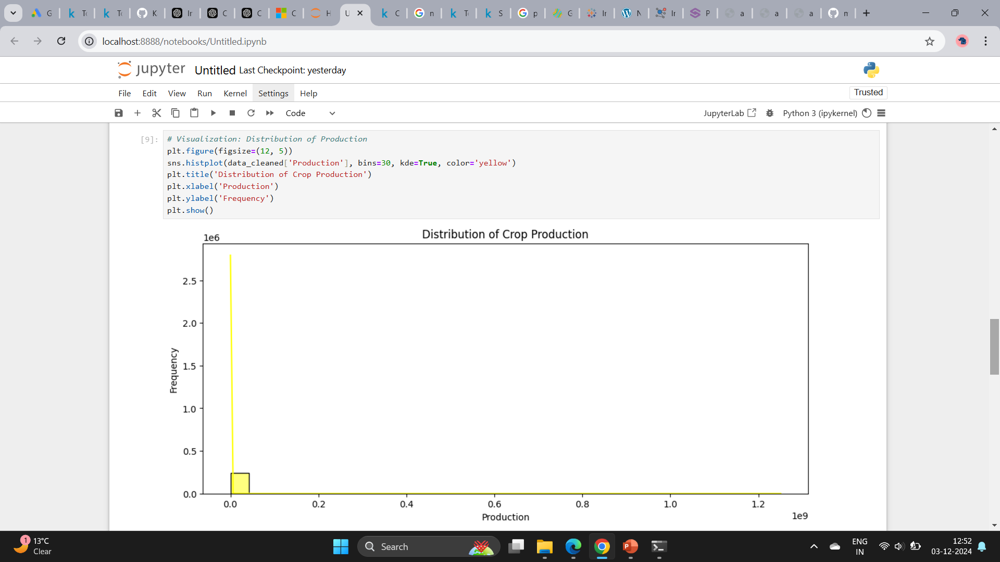 G
To
To
K
Ir
C
C
C
H
U
C
n
To
S
p
G
Ir
N
Ir
P
a
a
a
n
localhost:8888/notebooks/Untitled.ipynb
jupyter Untitled Last Checkpoint: yesterday
File Edit View Run Kernel Settings Help Trusted
Code JupyterLab Python 3 (ipykernel)
[9]: # Visualization: Distribution of Production
plt.figure(figsize=(12, 5))
sns.histplot(data_cleaned['Production'], bins=30, kde=True, color='yellow')
plt.title('Distribution of Crop Production')
plt.xlabel('Production')
plt.ylabel('Frequency')
plt.show()
Distribution of Crop Production
1e6
2.5
2.0
1.5
1.0
0.5
0.0
Frequency
0.0 0.2 0.4 0.6 0.8 1.0 1.2
Production
1e9
1
13°C
Clear
Search
P
ENG
IN
12:52
03-12-2024